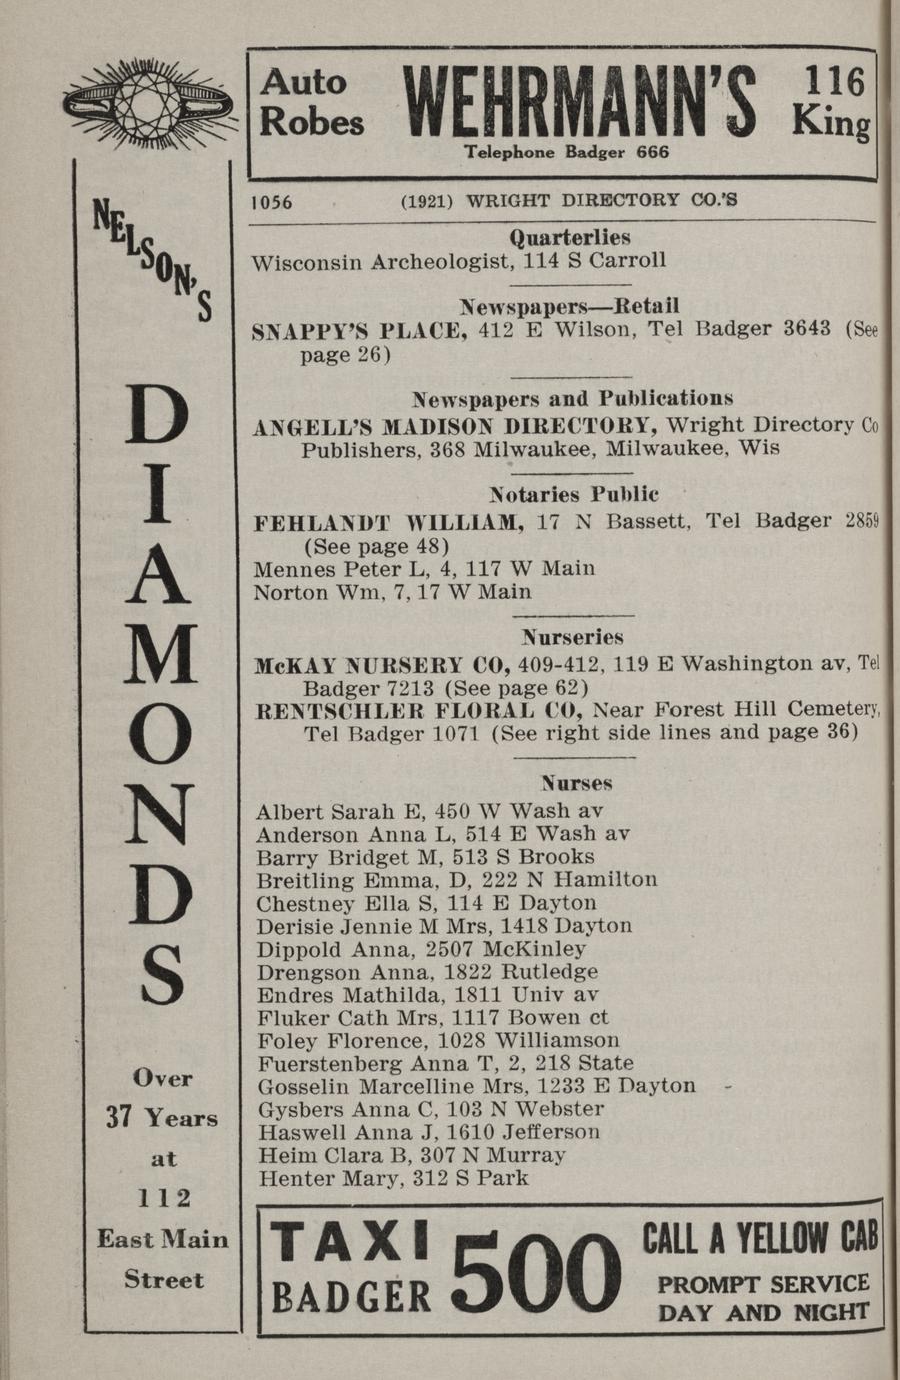 Auto
Robes
WEHRMANN'S
Telephone Badger 666
116
King
1056 (1921) WRIGHT DIRECTORY CO.'S
NELSON'S
DIAMONDS
Over
37 Years
at
112
East Main
Street
Quarterlies
Wisconsin Archeologist, 114 S Carroll
Newspapers—Retail
SNAPPY'S PLACE, 412 E Wilson, Tel Badger 3643 (See
page 26)
Newspapers and Publications
ANGELL'S MADISON DIRECTORY, Wright Directory Co
Publishers, 368 Milwaukee, Milwaukee, Wis
Notaries Public
FEHLANDT WILLIAM, 17 N Bassett, Tel Badger 2859
(See page 48)
Mennes Peter L, 4, 117 W Main
Norton Wm, 7, 17 W Main
Nurseries
McKAY NURSERY CO, 409-412, 119 E Washington av, Tel
Badger 7213 (See page 62)
RENTSCHLER FLORAL CO, Near Forest Hill Cemetery,
Tel Badger 1071 (See right side lines and page 36)
Nurses
Albert Sarah E, 450 W Wash av
Anderson Anna L, 514 E Wash av
Barry Bridget M, 513 S Brooks
Breitling Emma, D, 222 N Hamilton
Chestney Ella S, 114 E Dayton
Derisie Jennie M Mrs, 1418 Dayton
Dippold Anna, 2507 McKinley
Drengson Anna, 1822 Rutledge
Endres Mathilda, 1811 Univ av
Fluker Cath Mrs, 1117 Bowen ct
Foley Florence, 1028 Williamson
Fuerstenberg Anna T, 2, 218 State
Gosselin Marcelline Mrs, 1233 E Dayton
Gysbers Anna C, 103 N Webster
Haswell Anna J, 1610 Jefferson
Heim Clara B, 307 N Murray
Henter Mary, 312 S Park
TAXI
BADGER
500
CALL A YELLOW CAB
PROMPT SERVICE
DAY AND NIGHT